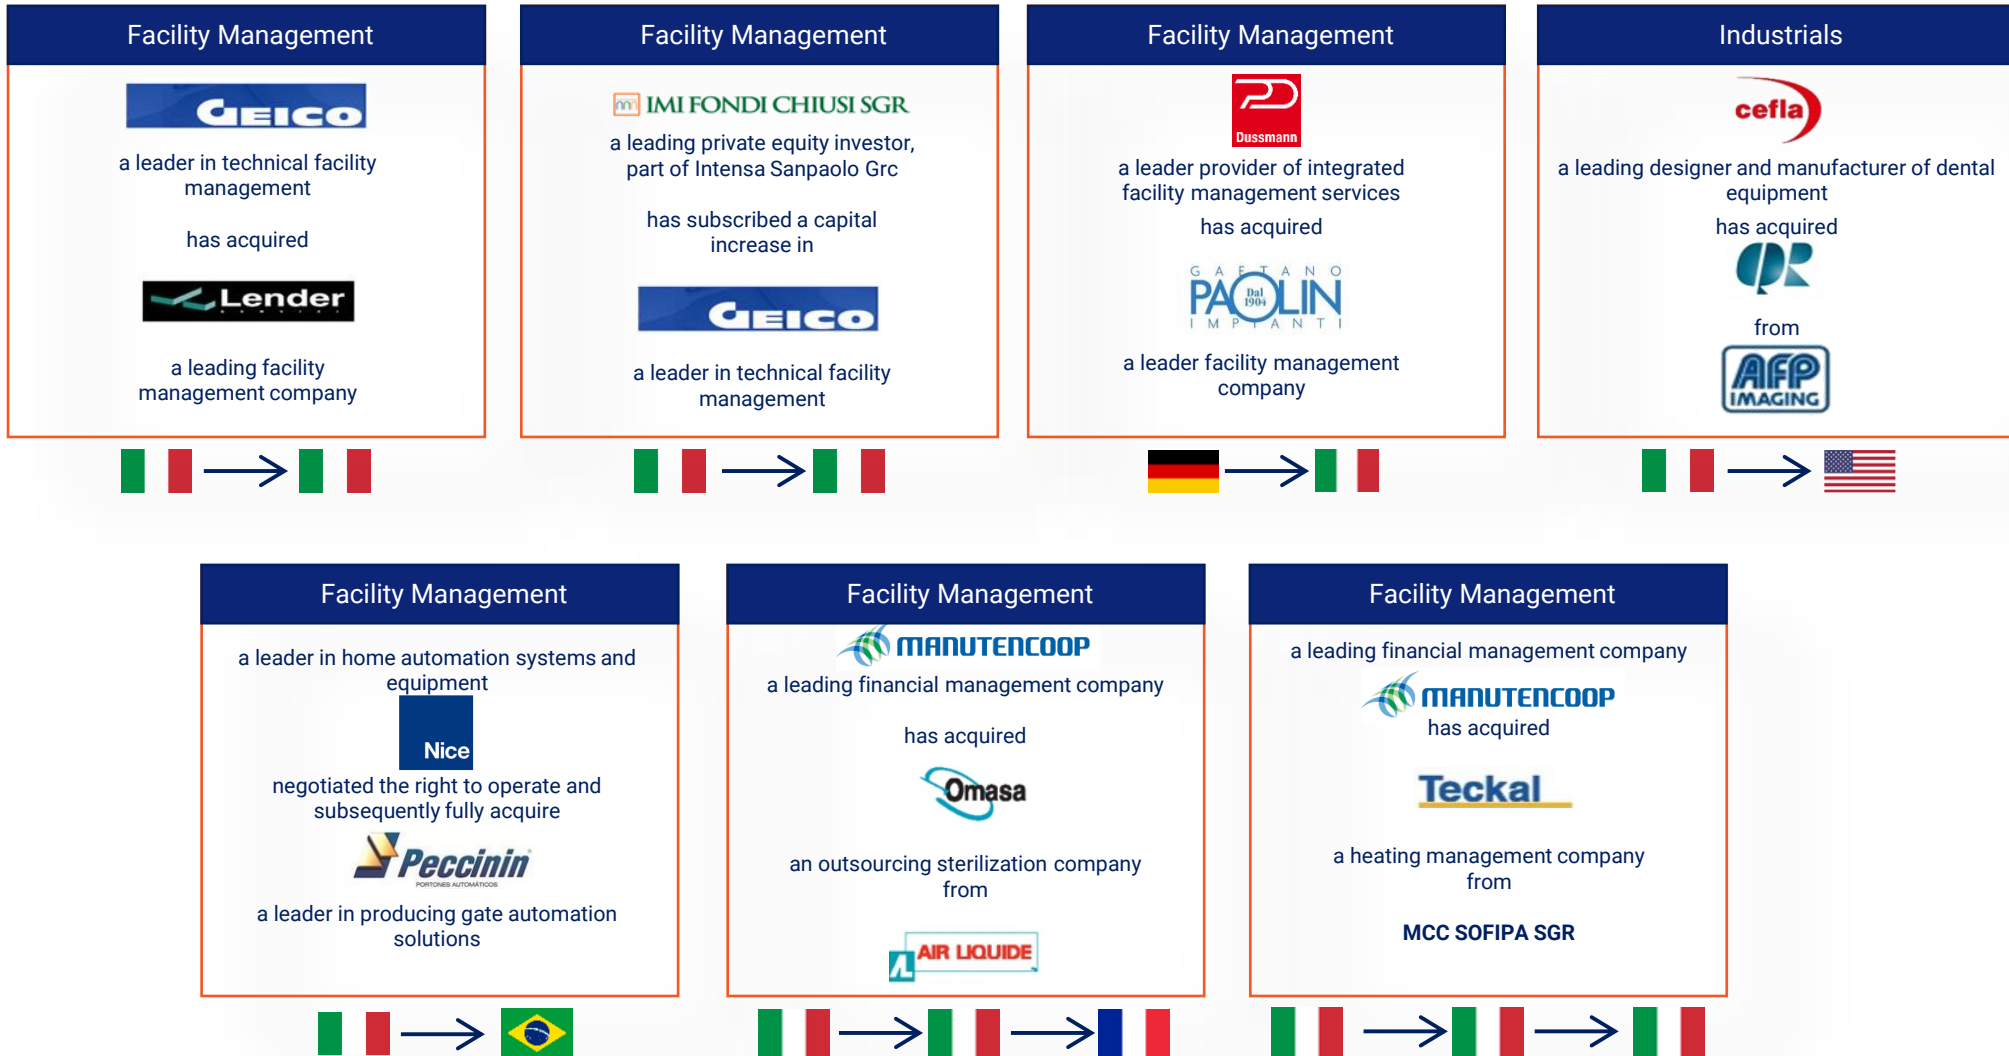 Facility Management
GEICO
a leader in technical facility
management
has acquired
Lender
a leading facility
management company
Facility Management
IMI FONDI CHIUSI SGR
a leading private equity investor,
part of Intensa Sanpaolo Grc
has subscribed a capital
increase in
GEICO
a leader in technical facility
management
Facility Management
Dussmann
a leader provider of integrated
facility management services
has acquired
GAETANO
PAOLIN
Dal
1904
IMPIANTI
a leader facility management
company
Industrials
cefla
a leading designer and manufacturer of dental
equipment
has acquired
QR
from
AFP
IMAGING
Facility Management
a leader in home automation systems and
equipment
Nice
negotiated the right to operate and
subsequently fully acquire
Peccinin
PORTONES AUTOMÁTICOS
a leader in producing gate automation
solutions
Facility Management
MANUTENCOOP
a leading financial management company
has acquired
Omasa
an outsourcing sterilization company
from
AL AIR LIQUIDE
Facility Management
a leading financial management company
MANUTENCOOP
has acquired
Teckal
a heating management company
from
MCC SOFIPA SGR